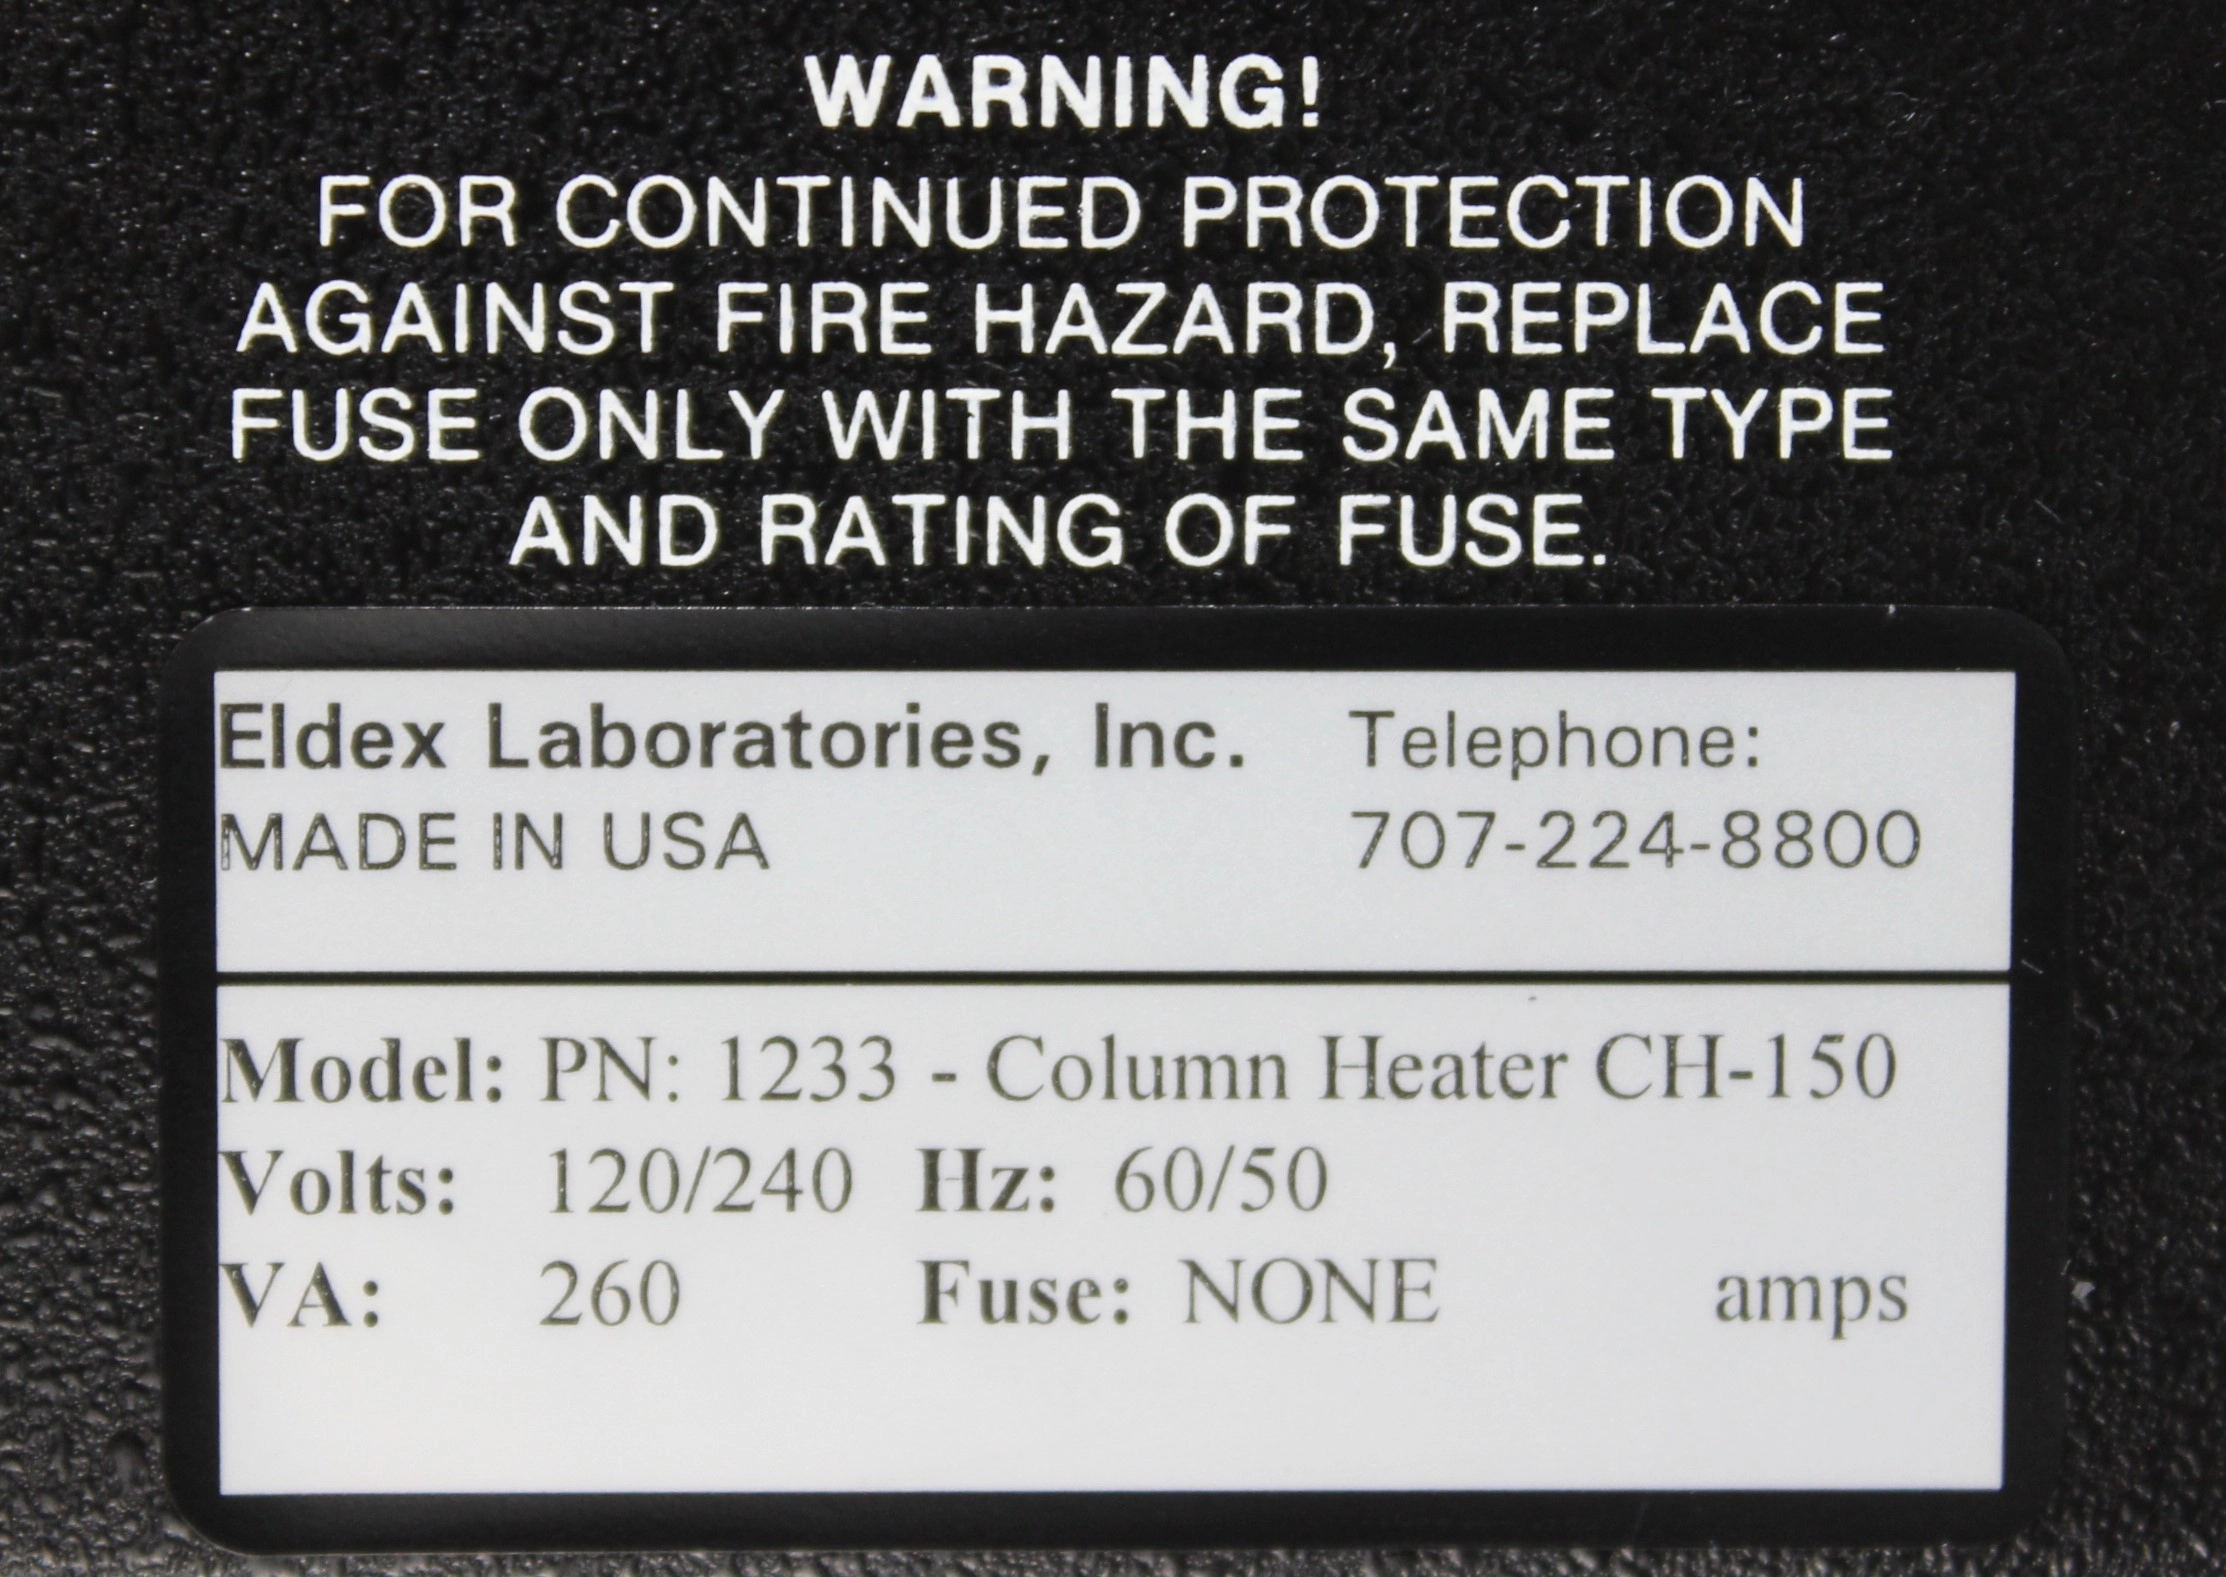 WARNING!
FOR CONTINUED PROTECTION
AGAINST FIRE HAZARD, REPLACE
FUSE ONLY WITH THE SAME TYPE
AND RATING OF FUSE.
Eldex Laboratories, Inc. Telephone:
MADE IN USA 707-224-8800
Model: PN: 1233 - Column Heater CH-150
Volts: 120/240 Hz: 60/50
VA: 260 Fuse: NONE amps